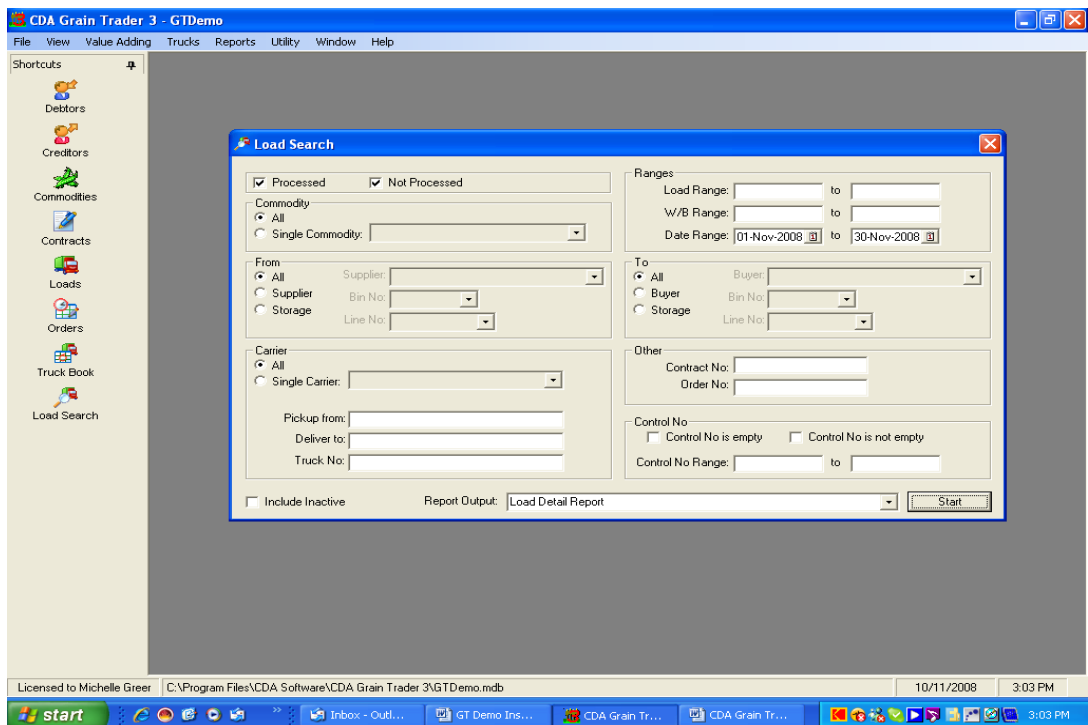 CDA Grain Trader 3 - GTDemo
File View Value Adding Trucks Reports Utility Window Help
Shortcuts
Debtors
Creditors
Commodities
Contracts
Loads
Orders
Truck Book
Load Search
Load Search
Processed Not Processed
Commodity
All
Single Commodity:
From
All Supplier:
Supplier Bin No:
Storage Line No:
Carrier
All
Single Carrier:
Pickup from:
Deliver to:
Truck No:
Ranges
Load Range: to
W/B Range: to
Date Range: 01-Nov-2008 to 30-Nov-2008
To
All Buyer:
Buyer Bin No:
Storage Line No:
Other
Contract No:
Order No:
Control No
Control No is empty Control No is not empty
Control No Range: to
Include Inactive Report Output: Load Detail Report Start
Licensed to Michelle Greer C:\Program Files\CDA Software\CDA Grain Trader 3\GTDemo.mdb 10/11/2008 3:03 PM
start Inbox - Outl... GT Demo Ins... CDA Grain Tr... CDA Grain Tr... 3:03 PM